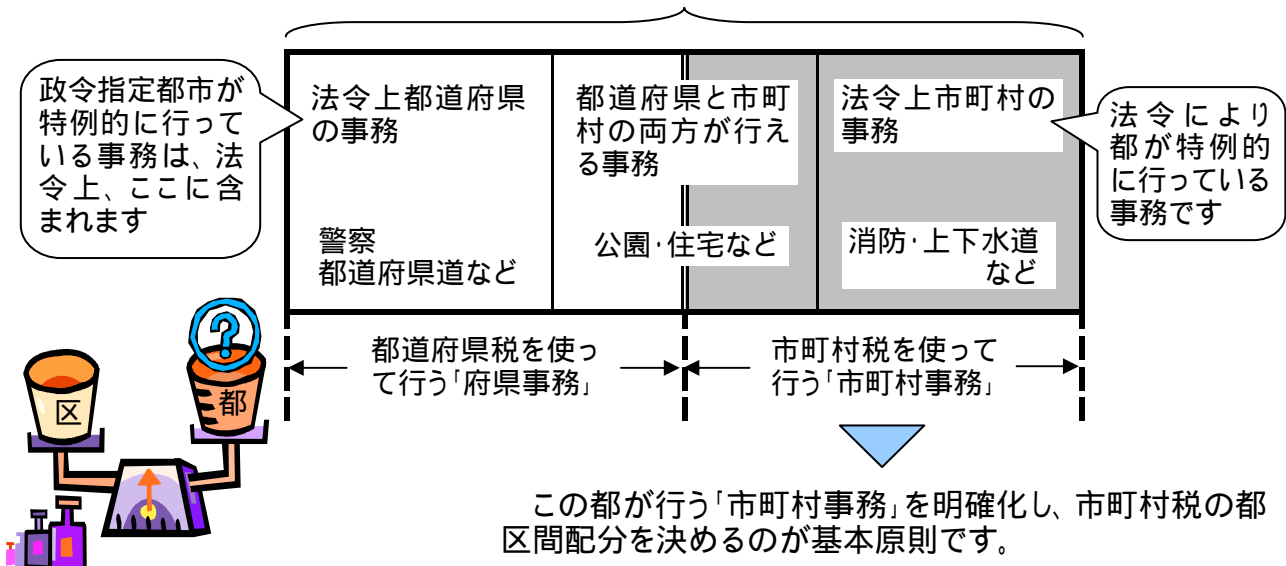 政令指定都市が
特例的に行って
いる事務は、法
令上、ここに含
まれます
法令上都道府県
の事務
警察
都道府県道など
都道府県と市町
村の両方が行え
る事務
公園・住宅など
法令上市町村の
事務
消防・上下水道
など
法令により
都が特例的
に行っている
事務です
都道府県税を使っ
て行う「府県事務」
市町村税を使って
行う「市町村事務」
?
区
都
この都が行う「市町村事務」を明確化し、市町村税の都
区間配分を決めるのが基本原則です。